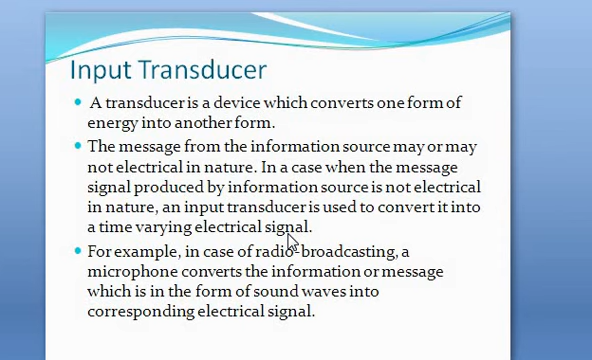 Input Transducer
• A transducer is a device which converts one form of
energy into another form.
• The message from the information source may or may
not electrical in nature. In a case when the message
signal produced by information source is not electrical
in nature, an input transducer is used to convert it into
a time varying electrical signal.
• For example, in case of radio broadcasting, a
microphone converts the information or message
which is in the form of sound waves into
corresponding electrical signal.